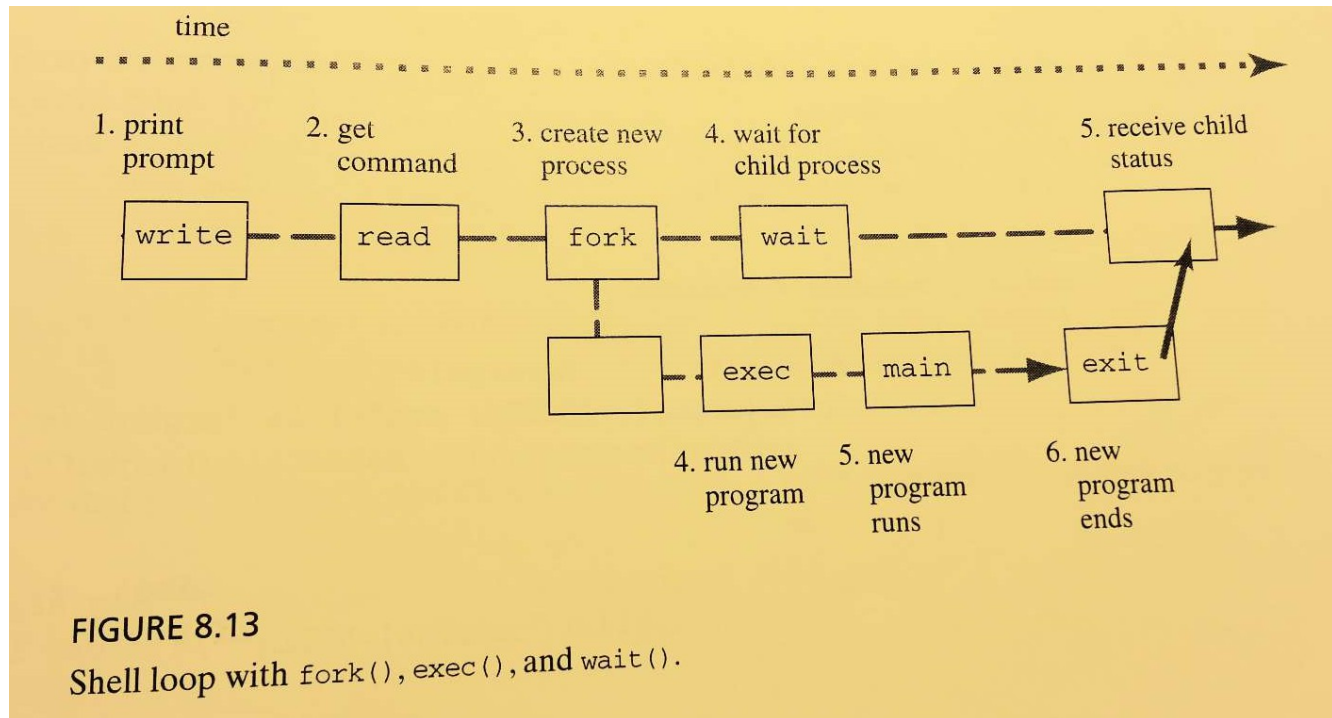 time
1. print
prompt
2. get
command
3. create new
process
4. wait for
child process
5. receive child
status
write
read
fork
wait
exec
main
exit
4. run new
program
5. new
program
runs
6. new
program
ends
FIGURE 8.13
Shell loop with fork(), exec(), and wait().